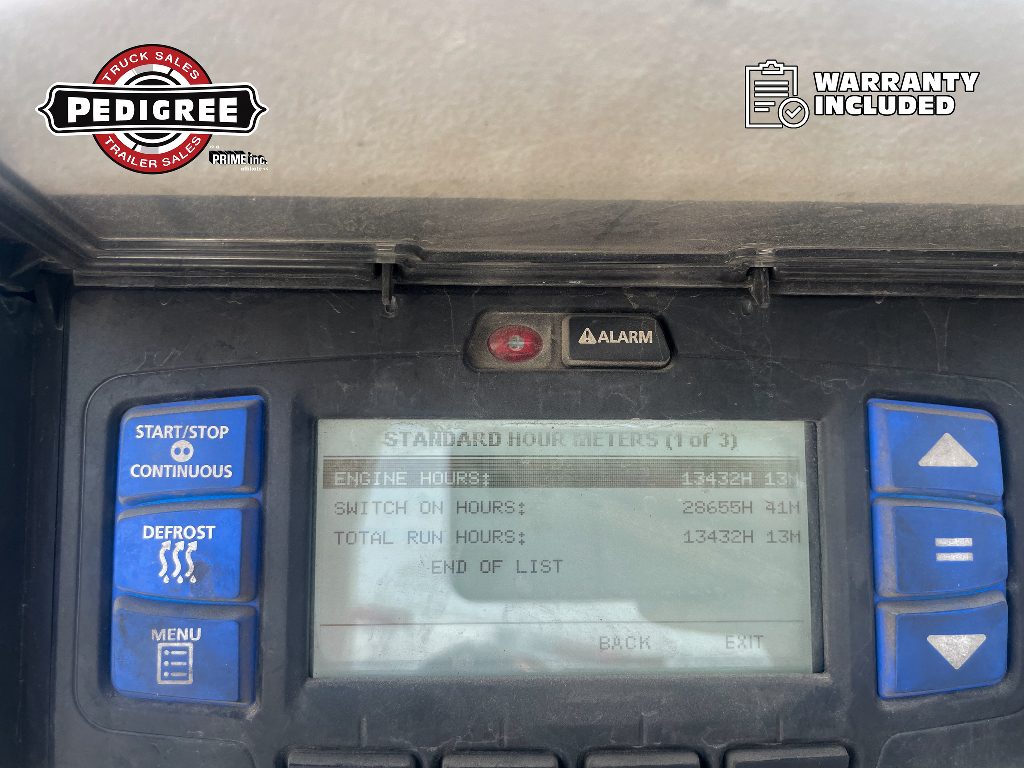 TRUCK SALES
PEDIGREE
TRAILER SALES
PRIME inc.
WARRANTY
INCLUDED
ALARM
START/STOP
CONTINUOUS
DEFROST
MENU
STANDARD HOUR METERS (1 of 3)
ENGINE HOURS: 13432H 13M
SWITCH ON HOURS: 28655H 41M
TOTAL RUN HOURS: 13432H 13M
END OF LIST
BACK EXIT